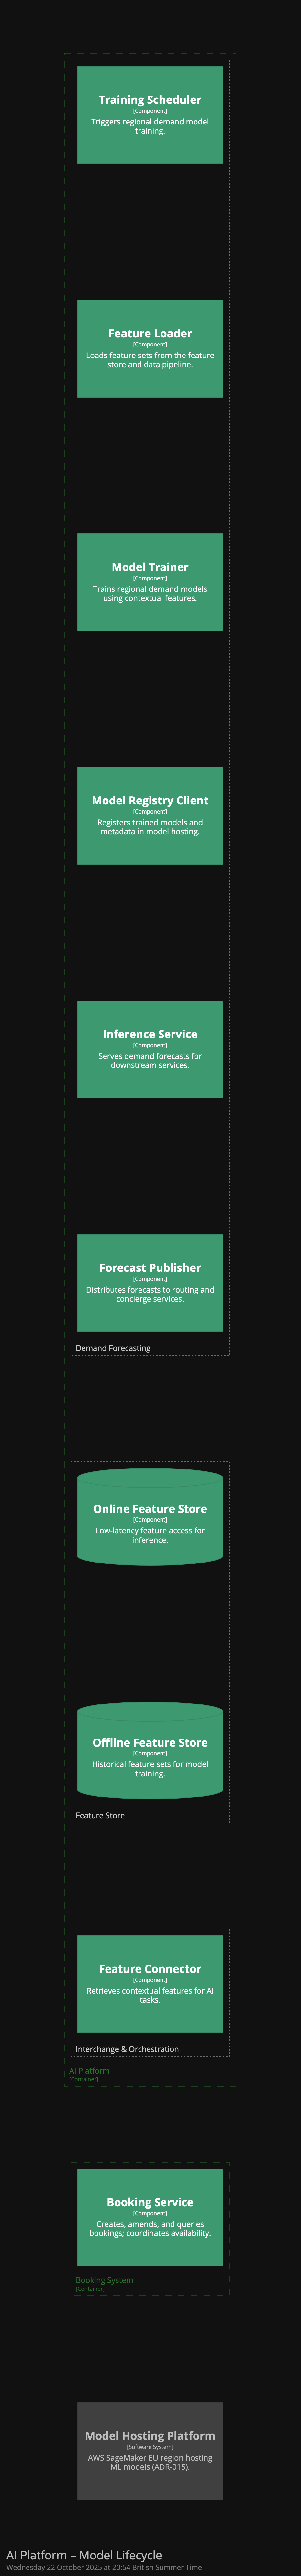 Training Scheduler
[Component]
Triggers regional demand model
training.
Feature Loader
[Component]
Loads feature sets from the feature
store and data pipeline.
Model Trainer
[Component]
Trains regional demand models
using contextual features.
Model Registry Client
[Component]
Registers trained models and
metadata in model hosting.
Inference Service
[Component]
Serves demand forecasts for
downstream services.
Forecast Publisher
[Component]
Distributes forecasts to routing and
concierge services.
Demand Forecasting
Online Feature Store
[Component]
Low-latency feature access for
inference.
Offline Feature Store
[Component]
Historical feature sets for model
training.
Feature Store
Feature Connector
[Component]
Retrieves contextual features for AI
tasks.
Interchange & Orchestration
AI Platform
[Container]
Booking Service
[Component]
Creates, amends, and queries
bookings; coordinates availability.
Booking System
[Container]
Model Hosting Platform
[Software System]
AWS SageMaker EU region hosting
ML models (ADR-015).
AI Platform – Model Lifecycle
Wednesday 22 October 2025 at 20:54 British Summer Time